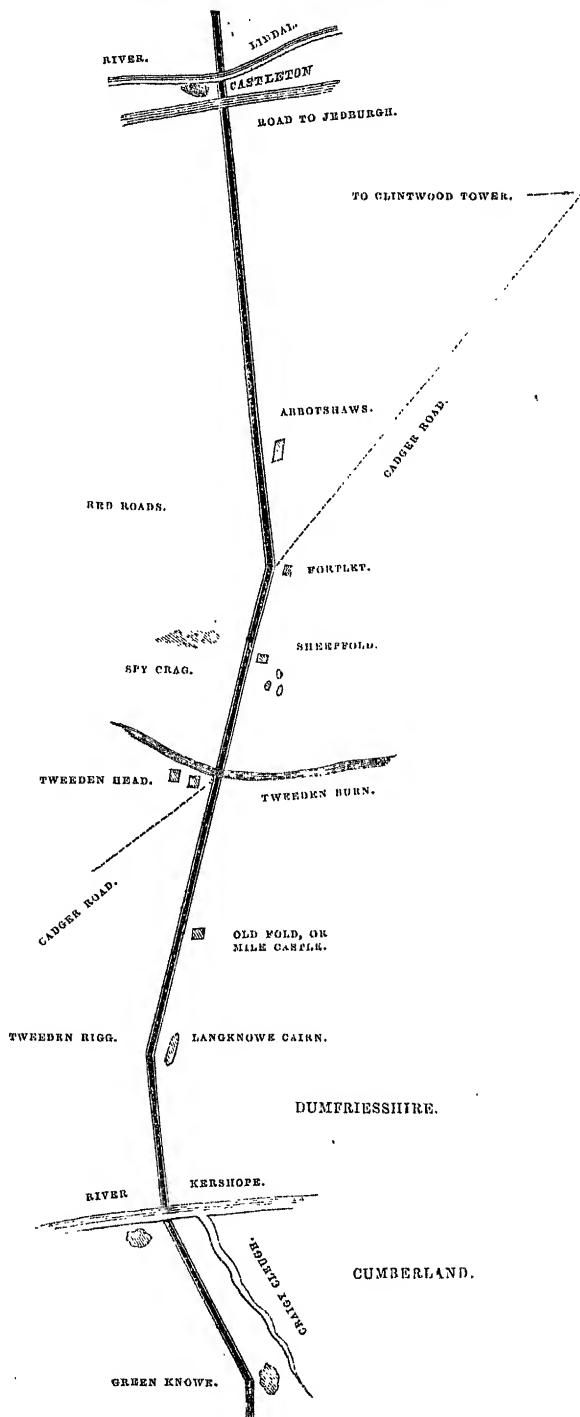 LIDDAL.
RIVER.
CASTLETON
ROAD TO JEDBURGH.
TO CLINTWOOD TOWER.
ABBOTSHAWS.
CADGER ROAD.
RED ROADS.
FORTLET.
SHEEPFOLD.
SPY CRAG.
TWEEDEN HEAD.
TWEEDEN BURN.
CADGER ROAD.
OLD FOLD, OR
MILE CASTLE.
TWEEDEN RIGG.
LANGKNOWE CAIRN.
DUMFRIESSHIRE.
RIVER
KERSHOPE.
CRAIGY CLEUGH.
CUMBERLAND.
GREEN KNOWE.